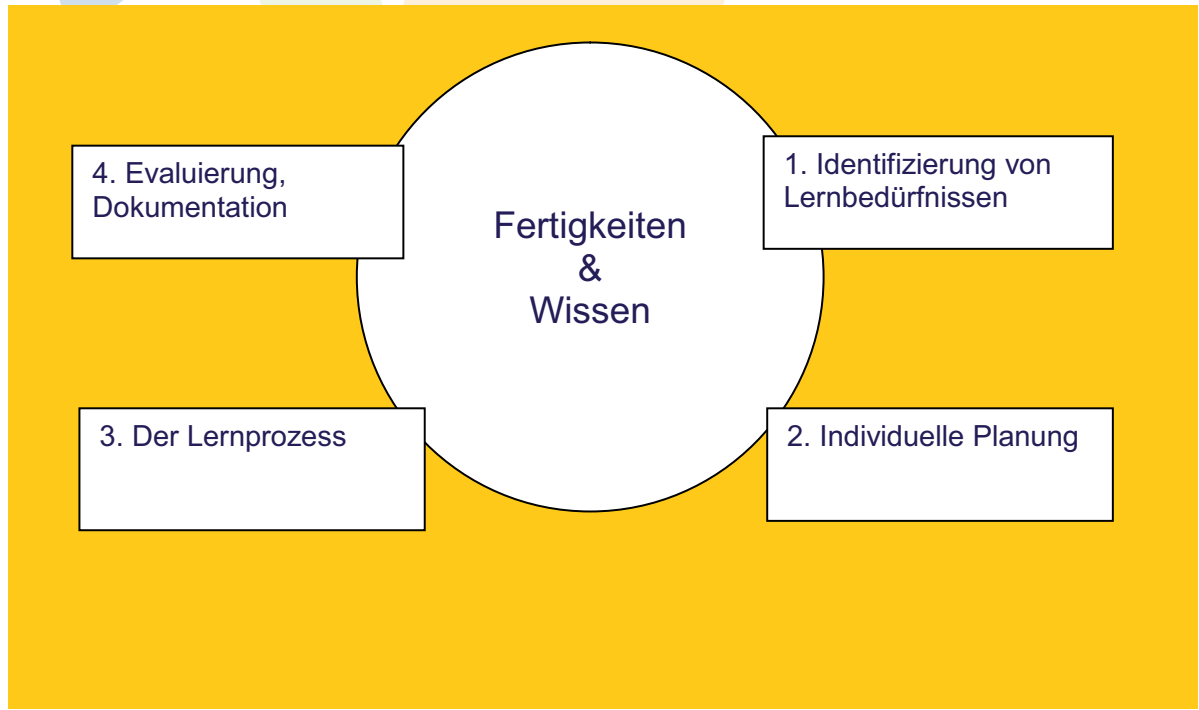 Fertigkeiten
&
Wissen
1. Identifizierung von
Lernbedürfnissen
2. Individuelle Planung
3. Der Lernprozess
4. Evaluierung,
Dokumentation